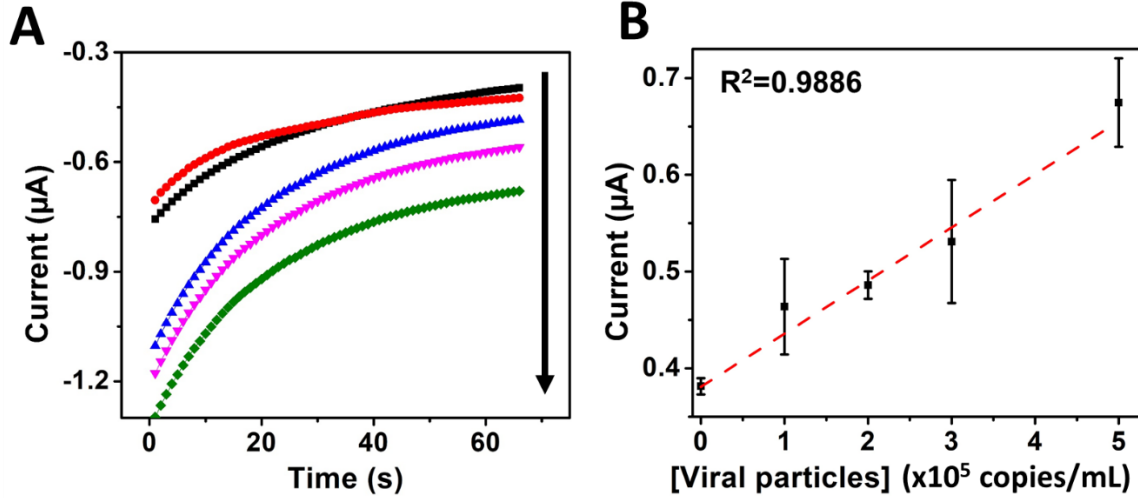 A
-0.3
-0.6
-0.9
-1.2
Current (μA)
0 20 40 60
Time (s)
B
R²=0.9886
0.7
0.6
0.5
0.4
Current (μA)
0 1 2 3 4 5
[Viral particles] (x10⁵ copies/mL)